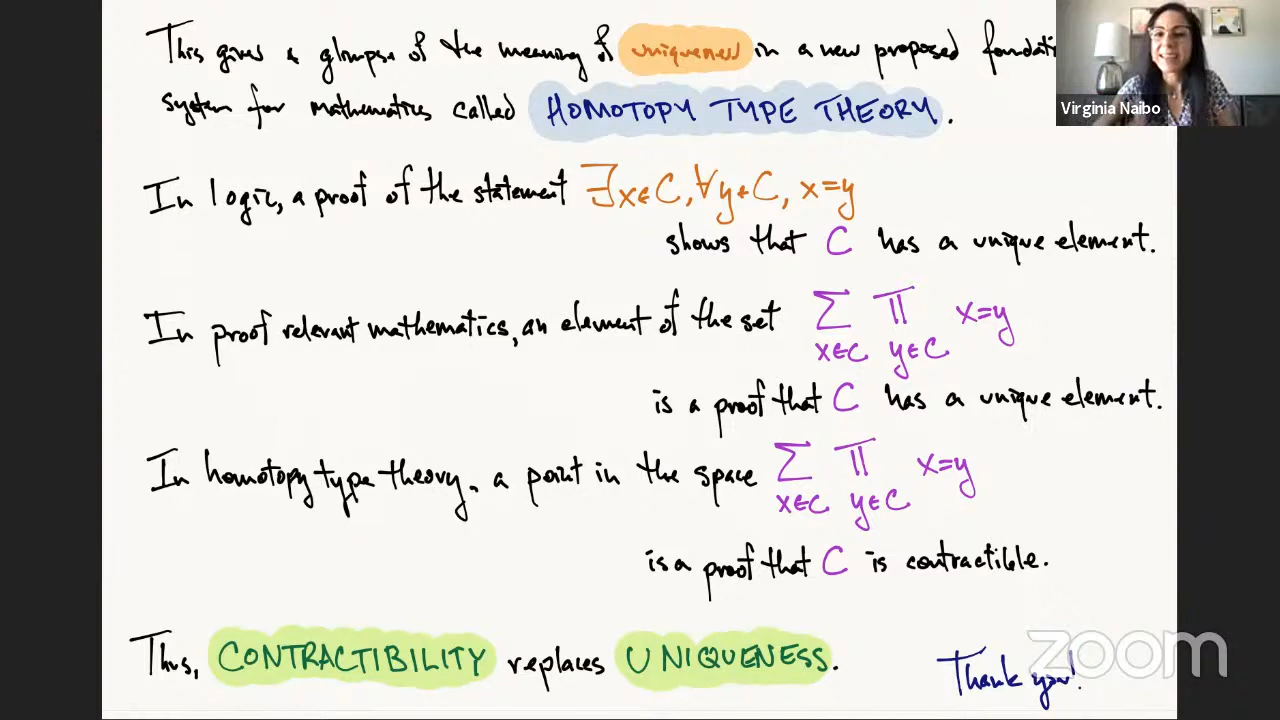 This gives a glimpse of the meaning of uniqueness in a new proposed foundati
system for mathematics called HOMOTOPY TYPE THEORY.
Virginia Naibo
In logic, a proof of the statement ∃x∈C, ∀y∈C, x=y
shows that C has a unique element.
In proof relevant mathematics, an element of the set ∑ x∈C ∏ y∈C x=y
is a proof that C has a unique element.
In homotopy type theory, a point in the space ∑ x∈C ∏ y∈C x=y
is a proof that C is contractible.
Thus, CONTRACTIBILITY replaces UNIQUENESS.
Thank you!
zoom